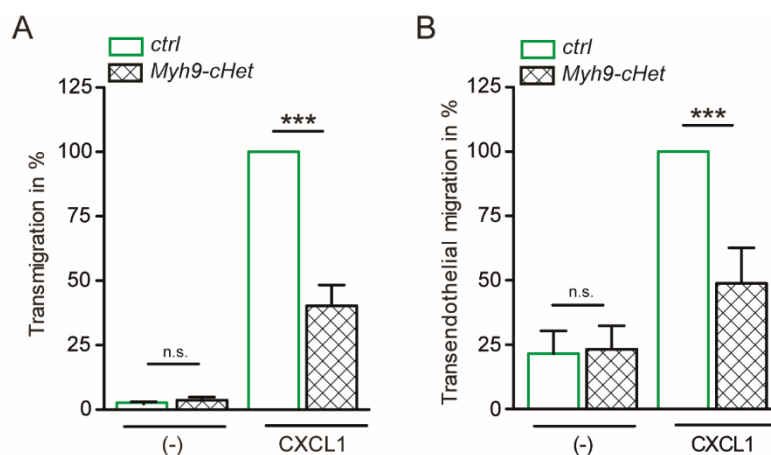 A
ctrl
Myh9-cHet
Transmigration in %
125
100
75
50
25
0
***
n.s.
(-)
CXCL1
B
ctrl
Myh9-cHet
Transendothelial migration in %
125
100
75
50
25
0
***
n.s.
(-)
CXCL1